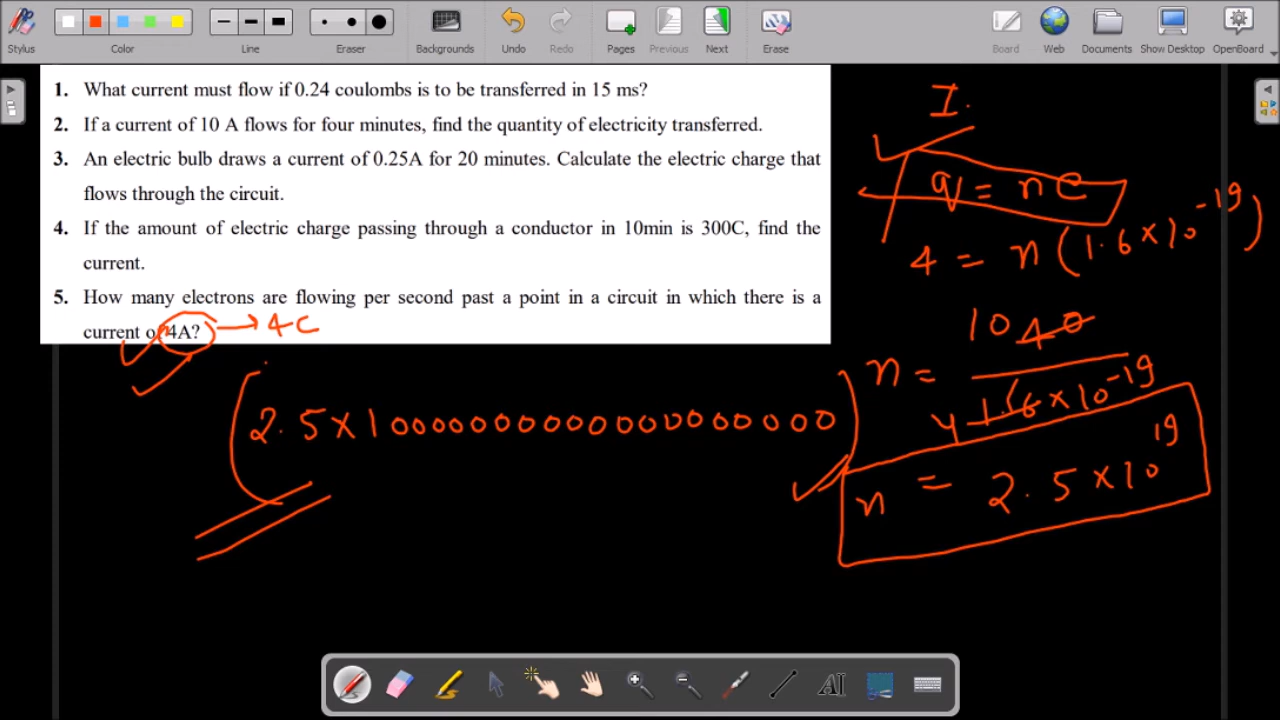 Stylus
Color
Line
Eraser
Backgrounds
Undo
Redo
Pages
Previous
Next
Erase
Board
Web
Documents
Show Desktop
OpenBoard
1. What current must flow if 0.24 coulombs is to be transferred in 15 ms?
2. If a current of 10 A flows for four minutes, find the quantity of electricity transferred.
3. An electric bulb draws a current of 0.25A for 20 minutes. Calculate the electric charge that
flows through the circuit.
4. If the amount of electric charge passing through a conductor in 10min is 300C, find the
current.
5. How many electrons are flowing per second past a point in a circuit in which there is a
current of 4A? → 4C
I.
q = ne
4 = n(1.6×10^-19)
10 40
n =
4 1.6×10^-19
(2.5×10000000000000000000)
n = 2.5×10^19
AI